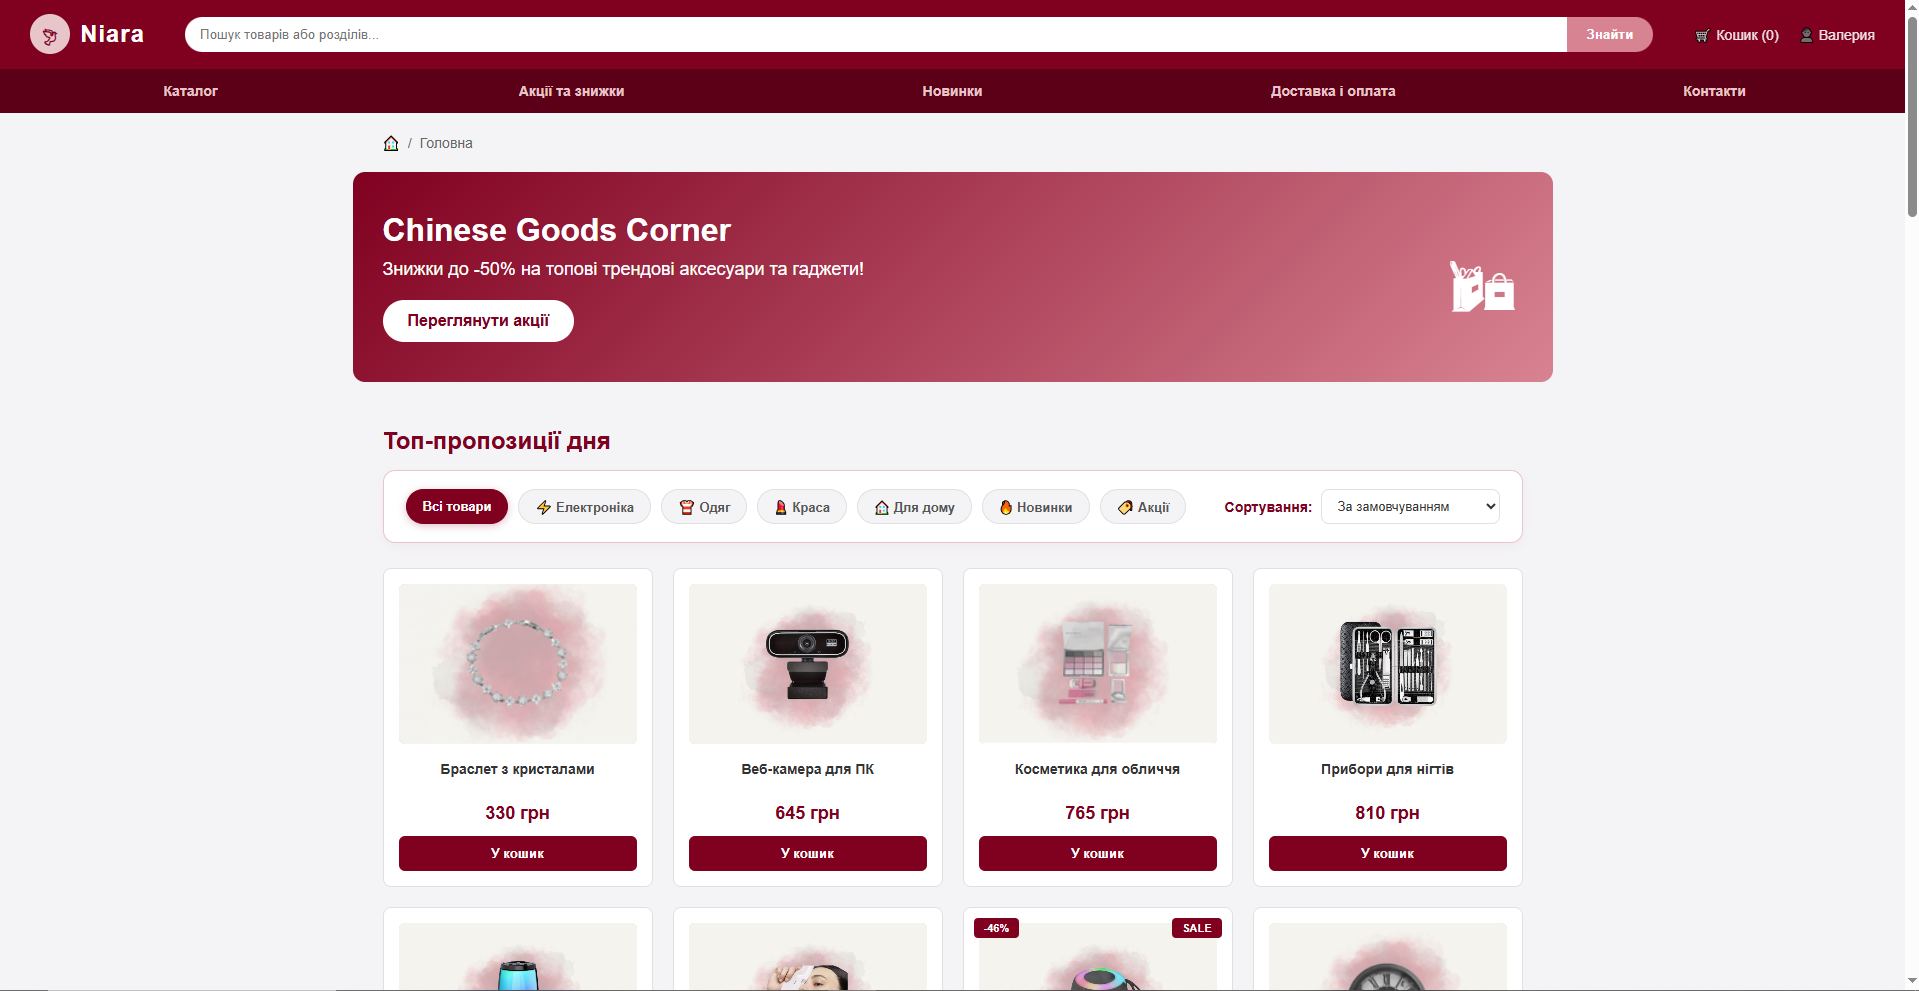 Niara
Пошук товарів або розділів...
Знайти
Кошик (0)
Валерия
Каталог
Акції та знижки
Новинки
Доставка і оплата
Контакти
/ Головна
Chinese Goods Corner
Знижки до -50% на топові трендові аксесуари та гаджети!
Переглянути акції
Топ-пропозиції дня
Всі товари
Електроніка
Одяг
Краса
Для дому
Новинки
Акції
Сортування:
За замовчуванням
Браслет з кристалами
330 грн
У кошик
Веб-камера для ПК
645 грн
У кошик
Косметика для обличчя
765 грн
У кошик
Прибори для нігтів
810 грн
У кошик
-46%
SALE